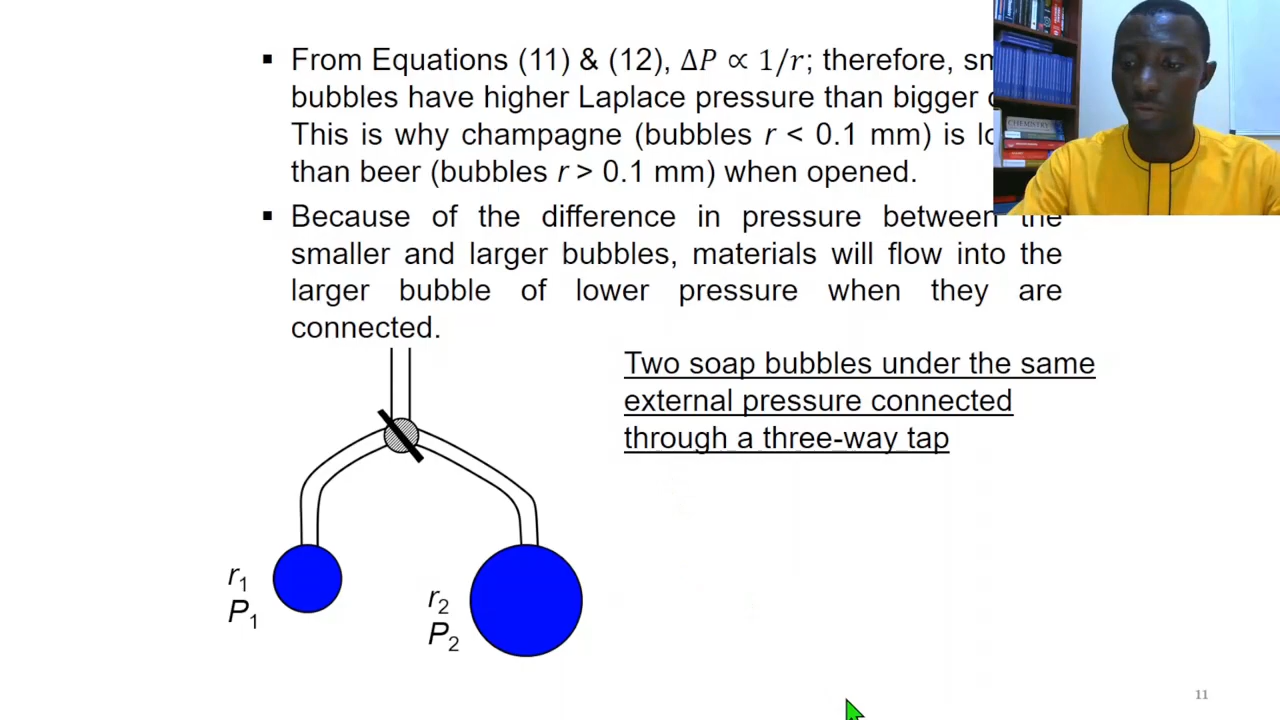 ▪ From Equations (11) & (12), ΔP ∝ 1/r; therefore,
bubbles have higher Laplace pressure than bigger
This is why champagne (bubbles r < 0.1 mm) is
than beer (bubbles r > 0.1 mm) when opened.
▪ Because of the difference in pressure between the
smaller and larger bubbles, materials will flow into the
larger bubble of lower pressure when they are
connected.
Two soap bubbles under the same
external pressure connected
through a three-way tap
r1
P1
r2
P2
CHEMISTRY
11